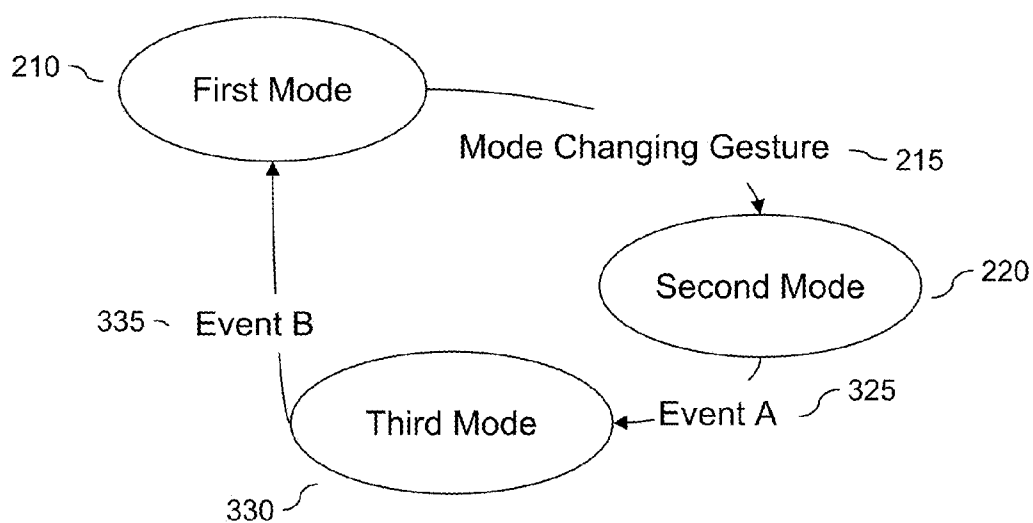 210
First Mode
Mode Changing Gesture
215
Second Mode
220
335
Event B
325
Event A
Third Mode
330